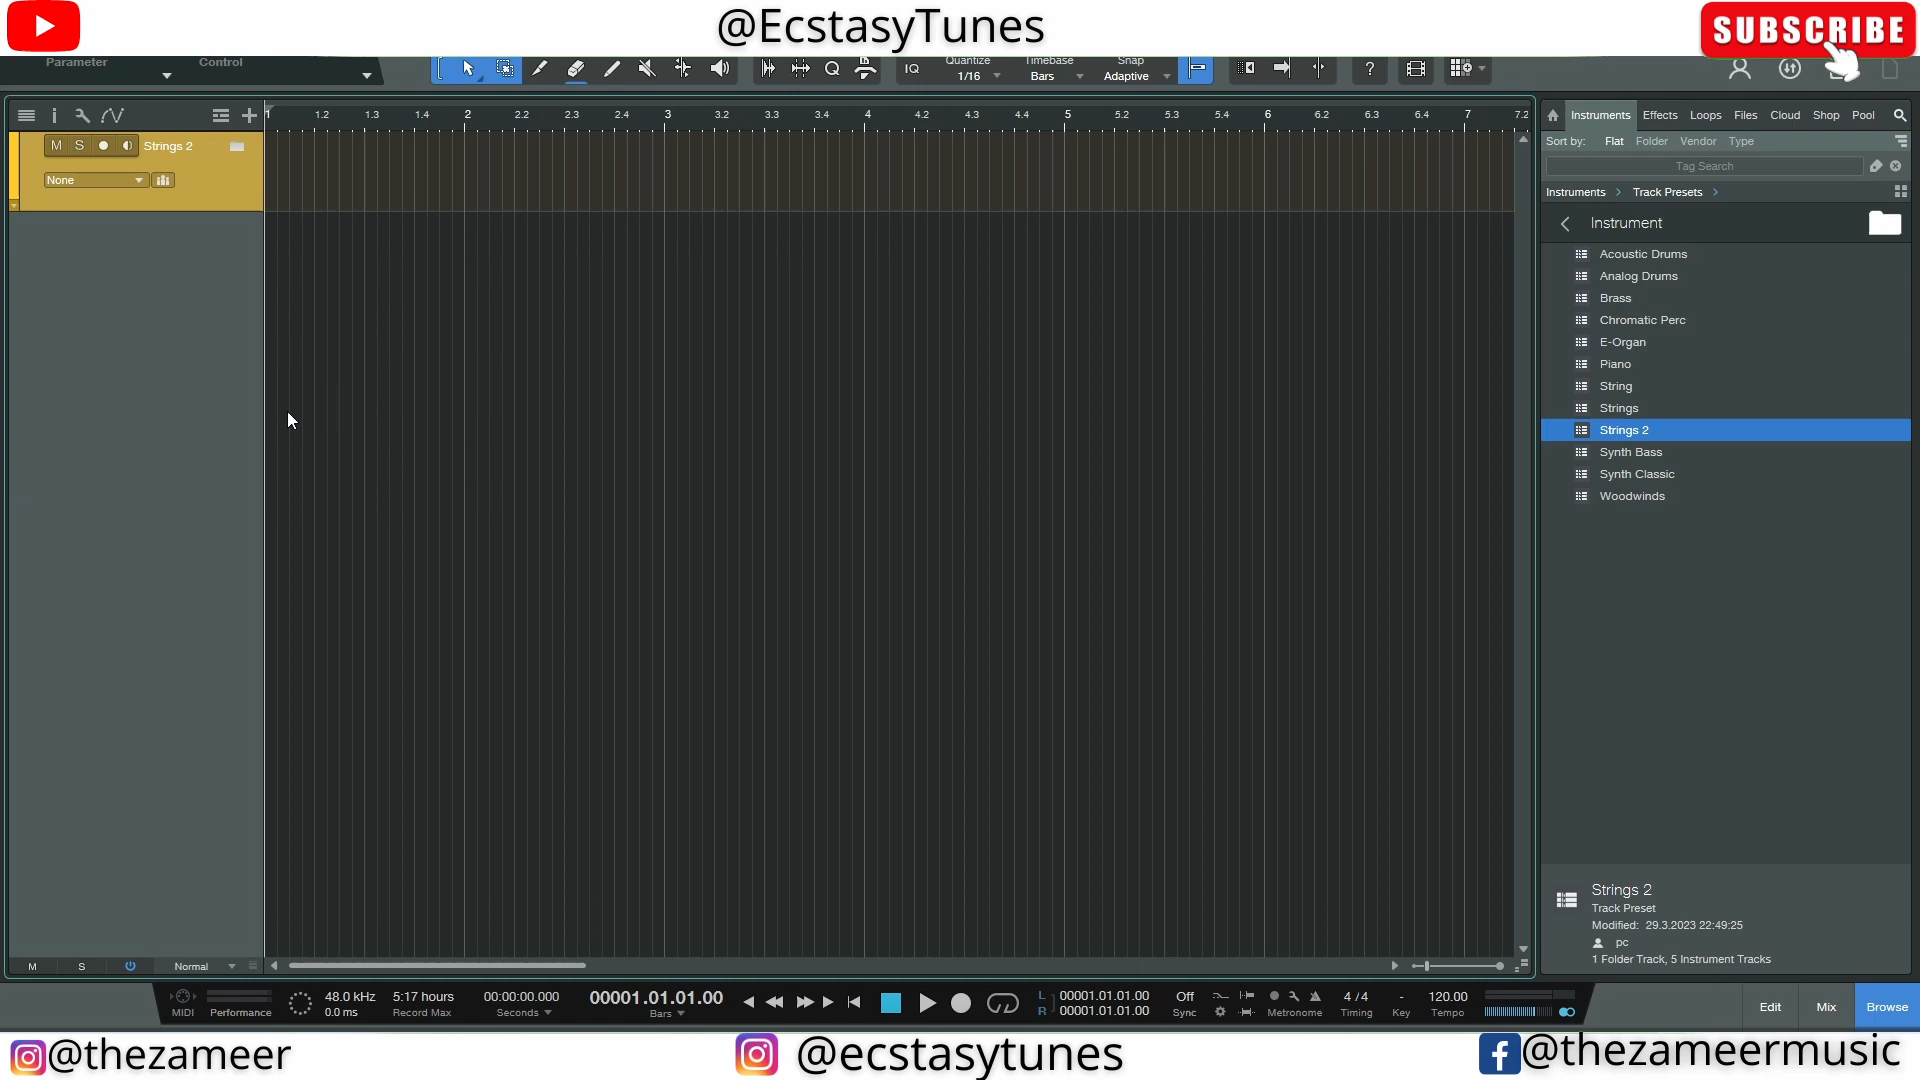 @EcstasyTunes
SUBSCRIBE
Parameter
Control
IQ
Quantize
1/16
Timebase
Bars
Snap
Adaptive
?
1 1.2 1.3 1.4 2 2.2 2.3 2.4 3 3.2 3.3 3.4 4 4.2 4.3 4.4 5 5.2 5.3 5.4 6 6.2 6.3 6.4 7 7.2
M S Strings 2
None
Instruments Effects Loops Files Cloud Shop Pool
Sort by: Flat Folder Vendor Type
Tag Search
Instruments > Track Presets >
Instrument
Acoustic Drums
Analog Drums
Brass
Chromatic Perc
E-Organ
Piano
String
Strings
Strings 2
Synth Bass
Synth Classic
Woodwinds
Strings 2
Track Preset
Modified: 29.3.2023 22:49:25
pc
1 Folder Track, 5 Instrument Tracks
M S Normal
MIDI
Performance
48.0 kHz
0.0 ms
5:17 hours
Record Max
00:00:00.000
Seconds
00001.01.01.00
Bars
L 00001.01.01.00
R 00001.01.01.00
Off
Sync
Metronome
4 / 4
Timing
-
Key
120.00
Tempo
Edit
Mix
Browse
@thezameer
@ecstasytunes
@thezameermusic